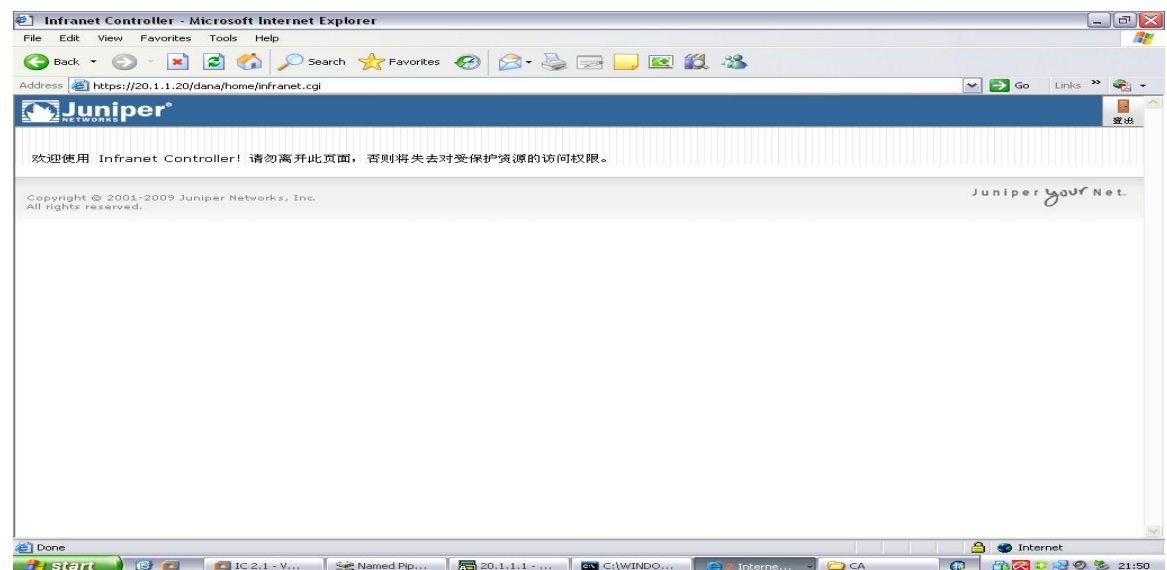 Infranet Controller - Microsoft Internet Explorer
File Edit View Favorites Tools Help
Back Search Favorites
Address https://20.1.1.20/dana/home/infranet.cgi Go Links »
Juniper®
NETWORKS
登出
欢迎使用 Infranet Controller! 请勿离开此页面，否则将失去对受保护资源的访问权限。
Copyright © 2001-2009 Juniper Networks, Inc.
All rights reserved.
Juniper your Net.
Done Internet
start IC 2.1 - V... Named Pip... 20.1.1.1 - ... C:\WINDO... Interne... CA 21:50